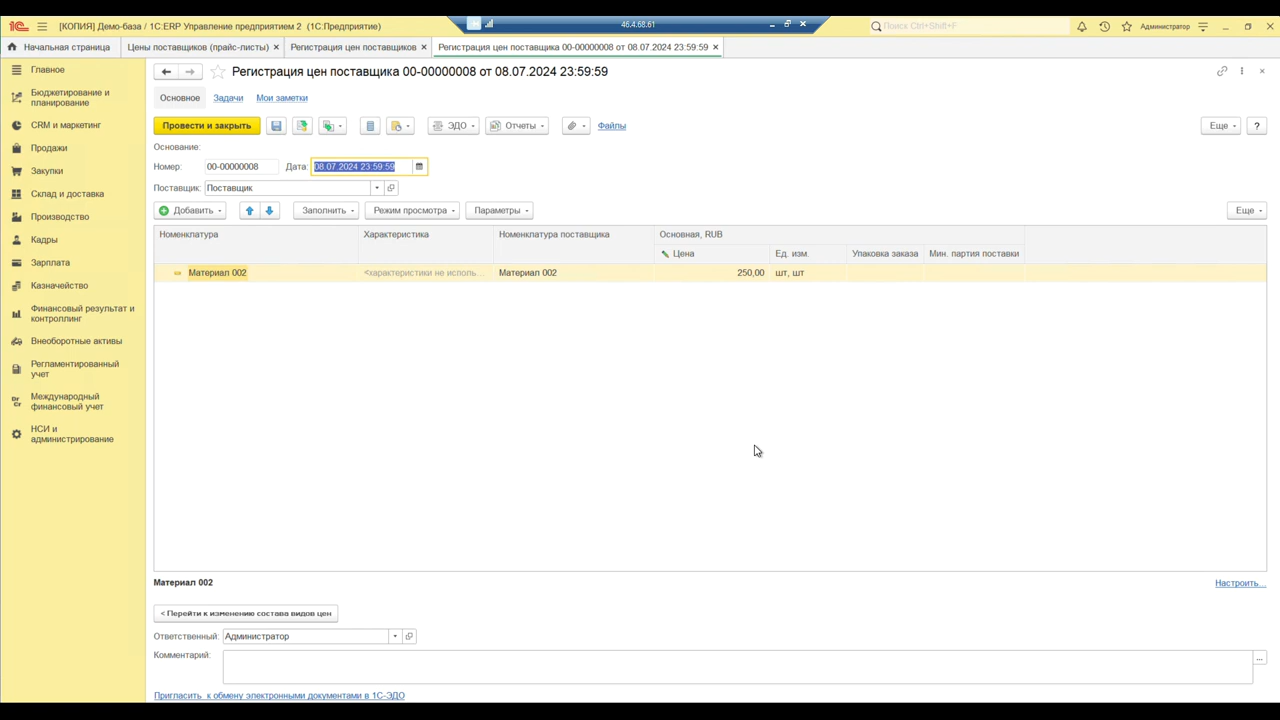 [КОПИЯ] Демо-база / 1С:ERP Управление предприятием 2 (1С:Предприятие)
46.4.68.61
Поиск Ctrl+Shift+F
Администратор
Начальная страница
Цены поставщиков (прайс-листы) ×
Регистрация цен поставщиков ×
Регистрация цен поставщика 00-00000008 от 08.07.2024 23:59:59 ×
Главное
Бюджетирование и
планирование
CRM и маркетинг
Продажи
Закупки
Склад и доставка
Производство
Кадры
Зарплата
Казначейство
Финансовый результат и
контроллинг
Внеоборотные активы
Регламентированный
учет
Международный
финансовый учет
НСИ и
администрирование
Регистрация цен поставщика 00-00000008 от 08.07.2024 23:59:59
Основное Задачи Мои заметки
Провести и закрыть ЭДО Отчеты Файлы Еще ?
Основание:
Номер: 00-00000008 Дата: 08.07.2024 23:59:59
Поставщик: Поставщик
Добавить Заполнить Режим просмотра Параметры Еще
Номенклатура Характеристика Номенклатура поставщика Основная, RUB
Цена Ед. изм. Упаковка заказа Мин. партия поставки
Материал 002 <характеристики не исполь... Материал 002 250,00 шт, шт
Материал 002 Настроить...
< Перейти к изменению состава видов цен
Ответственный: Администратор
Комментарий: ...
Пригласить к обмену электронными документами в 1С-ЭДО